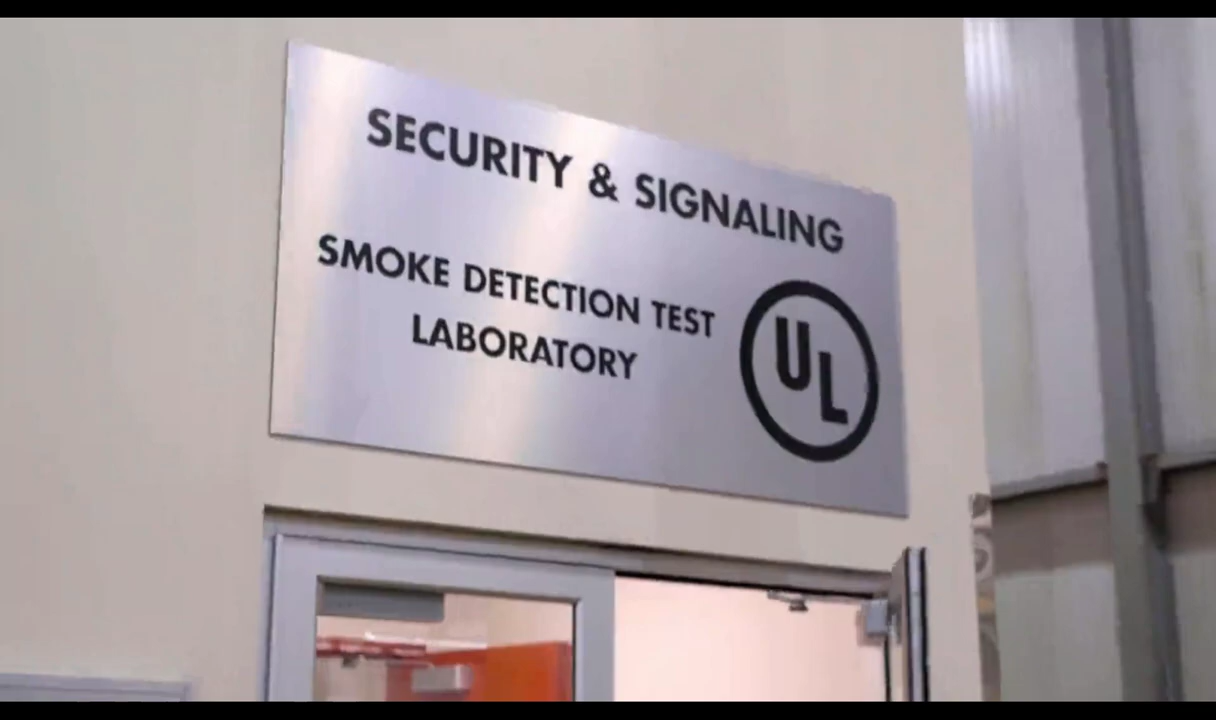 SECURITY & SIGNALING
SMOKE DETECTION TEST
LABORATORY
UL